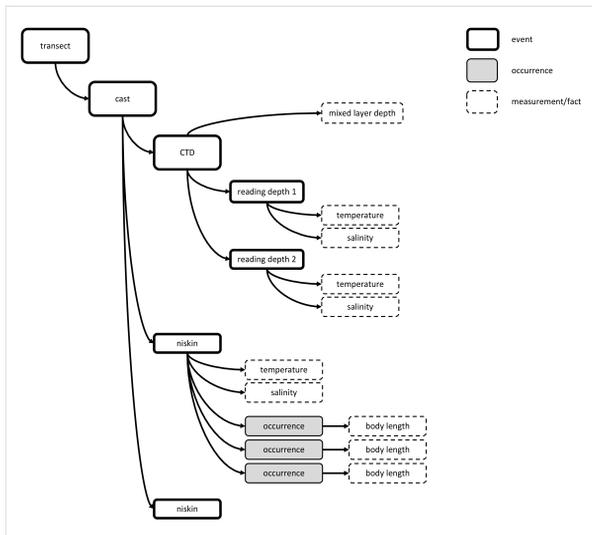 transect
event
occurrence
measurement/fact
cast
mixed layer depth
CTD
reading depth 1
temperature
salinity
reading depth 2
temperature
salinity
niskin
temperature
salinity
occurrence
body length
occurrence
body length
occurrence
body length
niskin